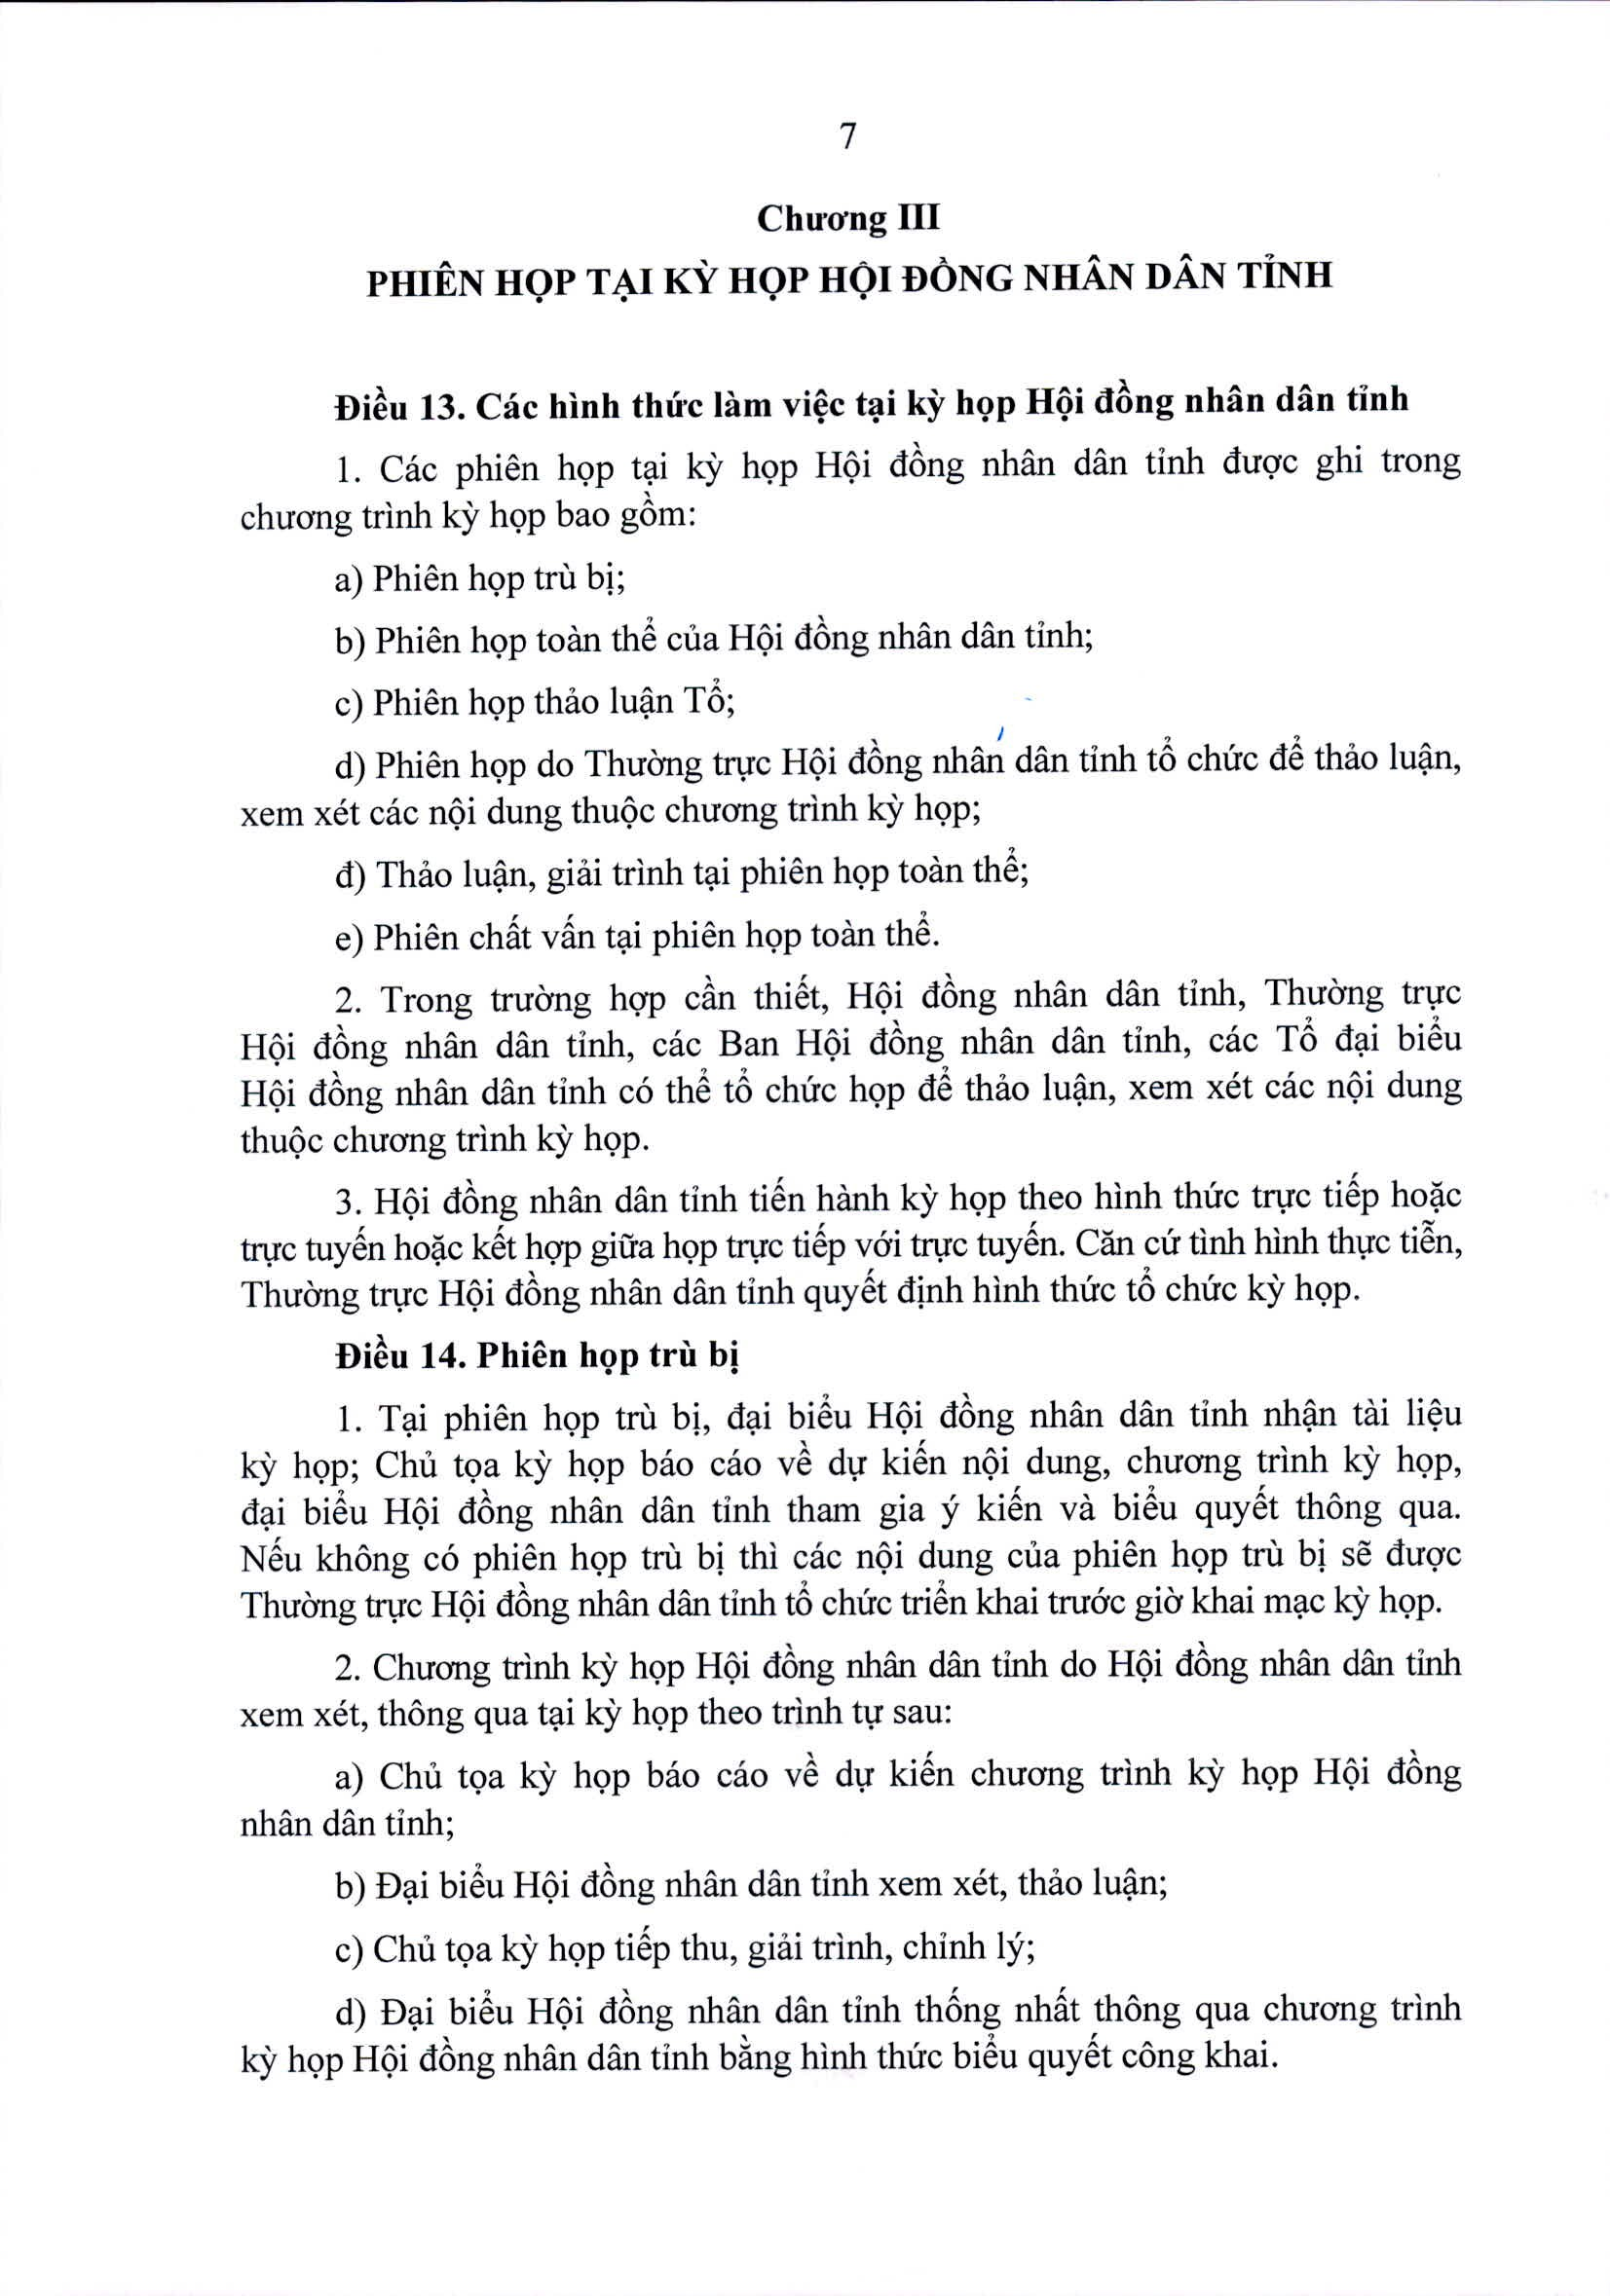 7
Chương III
PHIÊN HỌP TẠI KỲ HỌP HỘI ĐỒNG NHÂN DÂN TỈNH
Điều 13. Các hình thức làm việc tại kỳ họp Hội đồng nhân dân tỉnh
1. Các phiên họp tại kỳ họp Hội đồng nhân dân tỉnh được ghi trong
chương trình kỳ họp bao gồm:
a) Phiên họp trù bị;
b) Phiên họp toàn thể của Hội đồng nhân dân tỉnh;
c) Phiên họp thảo luận Tổ;
d) Phiên họp do Thường trực Hội đồng nhân dân tỉnh tổ chức để thảo luận,
xem xét các nội dung thuộc chương trình kỳ họp;
đ) Thảo luận, giải trình tại phiên họp toàn thể;
e) Phiên chất vấn tại phiên họp toàn thể.
2. Trong trường hợp cần thiết, Hội đồng nhân dân tỉnh, Thường trực
Hội đồng nhân dân tỉnh, các Ban Hội đồng nhân dân tỉnh, các Tổ đại biểu
Hội đồng nhân dân tỉnh có thể tổ chức họp để thảo luận, xem xét các nội dung
thuộc chương trình kỳ họp.
3. Hội đồng nhân dân tỉnh tiến hành kỳ họp theo hình thức trực tiếp hoặc
trực tuyến hoặc kết hợp giữa họp trực tiếp với trực tuyến. Căn cứ tình hình thực tiễn,
Thường trực Hội đồng nhân dân tỉnh quyết định hình thức tổ chức kỳ họp.
Điều 14. Phiên họp trù bị
1. Tại phiên họp trù bị, đại biểu Hội đồng nhân dân tỉnh nhận tài liệu
kỳ họp; Chủ tọa kỳ họp báo cáo về dự kiến nội dung, chương trình kỳ họp,
đại biểu Hội đồng nhân dân tỉnh tham gia ý kiến và biểu quyết thông qua.
Nếu không có phiên họp trù bị thì các nội dung của phiên họp trù bị sẽ được
Thường trực Hội đồng nhân dân tỉnh tổ chức triển khai trước giờ khai mạc kỳ họp.
2. Chương trình kỳ họp Hội đồng nhân dân tỉnh do Hội đồng nhân dân tỉnh
xem xét, thông qua tại kỳ họp theo trình tự sau:
a) Chủ tọa kỳ họp báo cáo về dự kiến chương trình kỳ họp Hội đồng
nhân dân tỉnh;
b) Đại biểu Hội đồng nhân dân tỉnh xem xét, thảo luận;
c) Chủ tọa kỳ họp tiếp thu, giải trình, chỉnh lý;
d) Đại biểu Hội đồng nhân dân tỉnh thống nhất thông qua chương trình
kỳ họp Hội đồng nhân dân tỉnh bằng hình thức biểu quyết công khai.